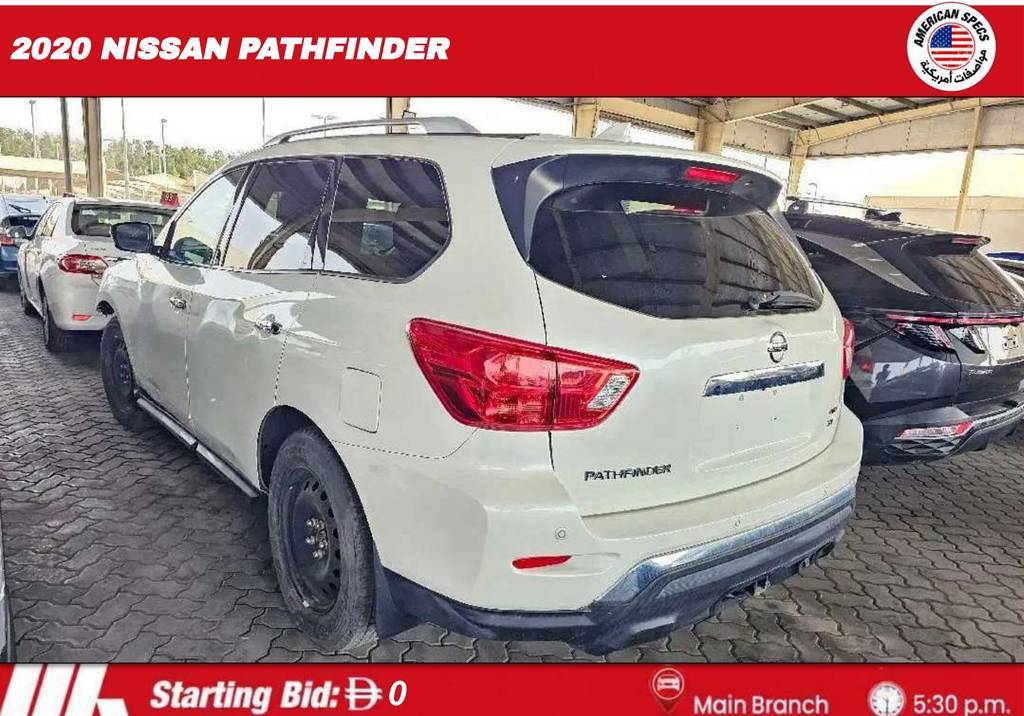 2020 NISSAN PATHFINDER
AMERICAN SPECS
مواصفات أمريكية
PATHFINDER
Starting Bid: 0
Main Branch
5:30 p.m.